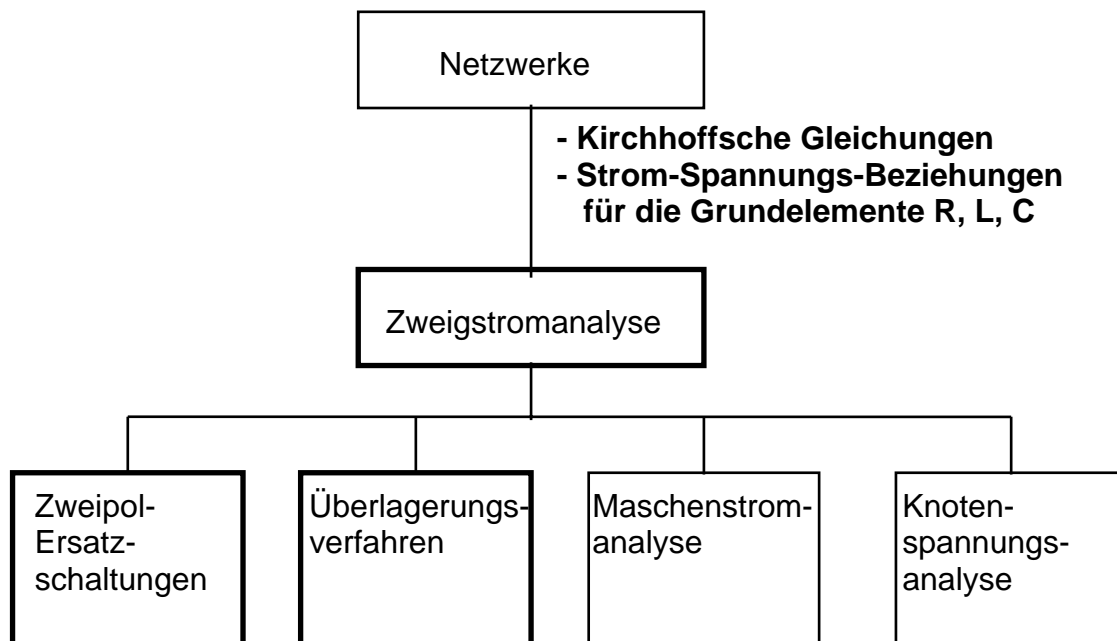 Netzwerke
- Kirchhoffsche Gleichungen
- Strom-Spannungs-Beziehungen
für die Grundelemente R, L, C
Zweigstromanalyse
Zweipol-
Ersatz-
schaltungen
Überlagerungs-
verfahren
Maschenstrom-
analyse
Knoten-
spannungs-
analyse